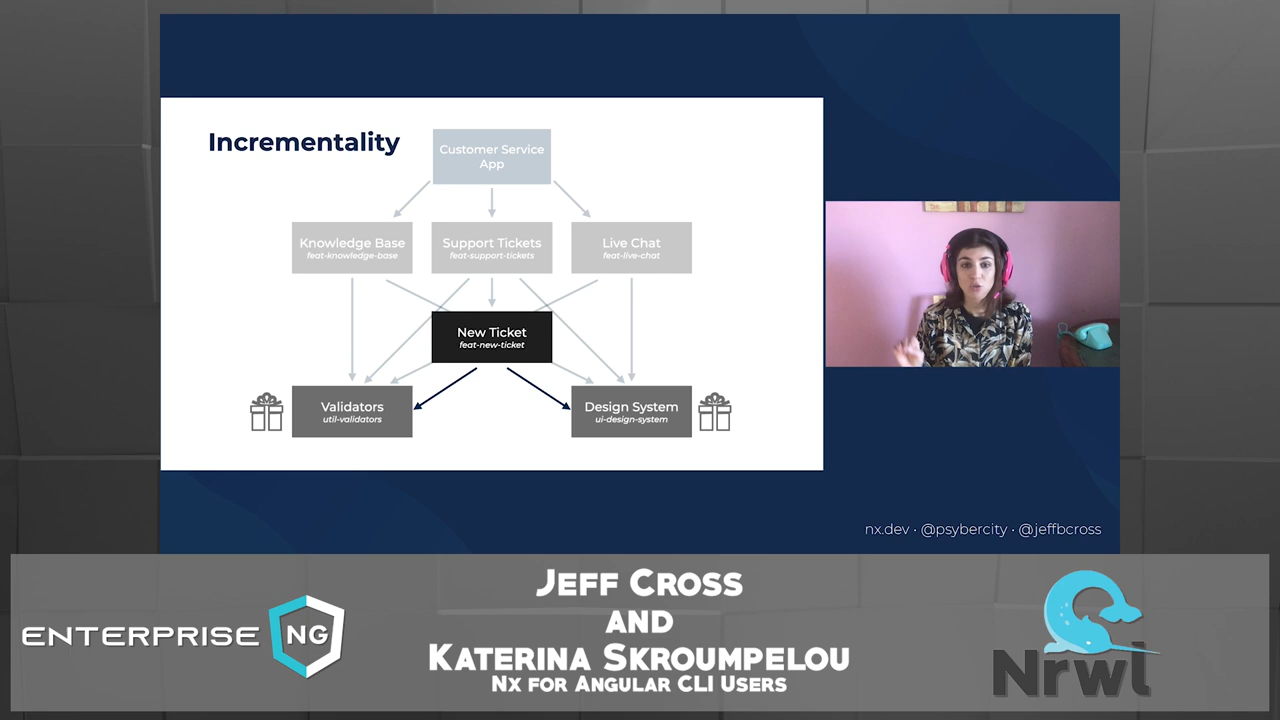 Incrementality
Customer Service
App
Knowledge Base
feat-knowledge-base
Support Tickets
feat-support-tickets
Live Chat
feat-live-chat
New Ticket
feat-new-ticket
Validators
util-validators
Design System
ui-design-system
nx.dev · @psybercity · @jeffbcross
ENTERPRISE NG
JEFF CROSS
AND
KATERINA SKROUMPELOU
NX FOR ANGULAR CLI USERS
Nrwl